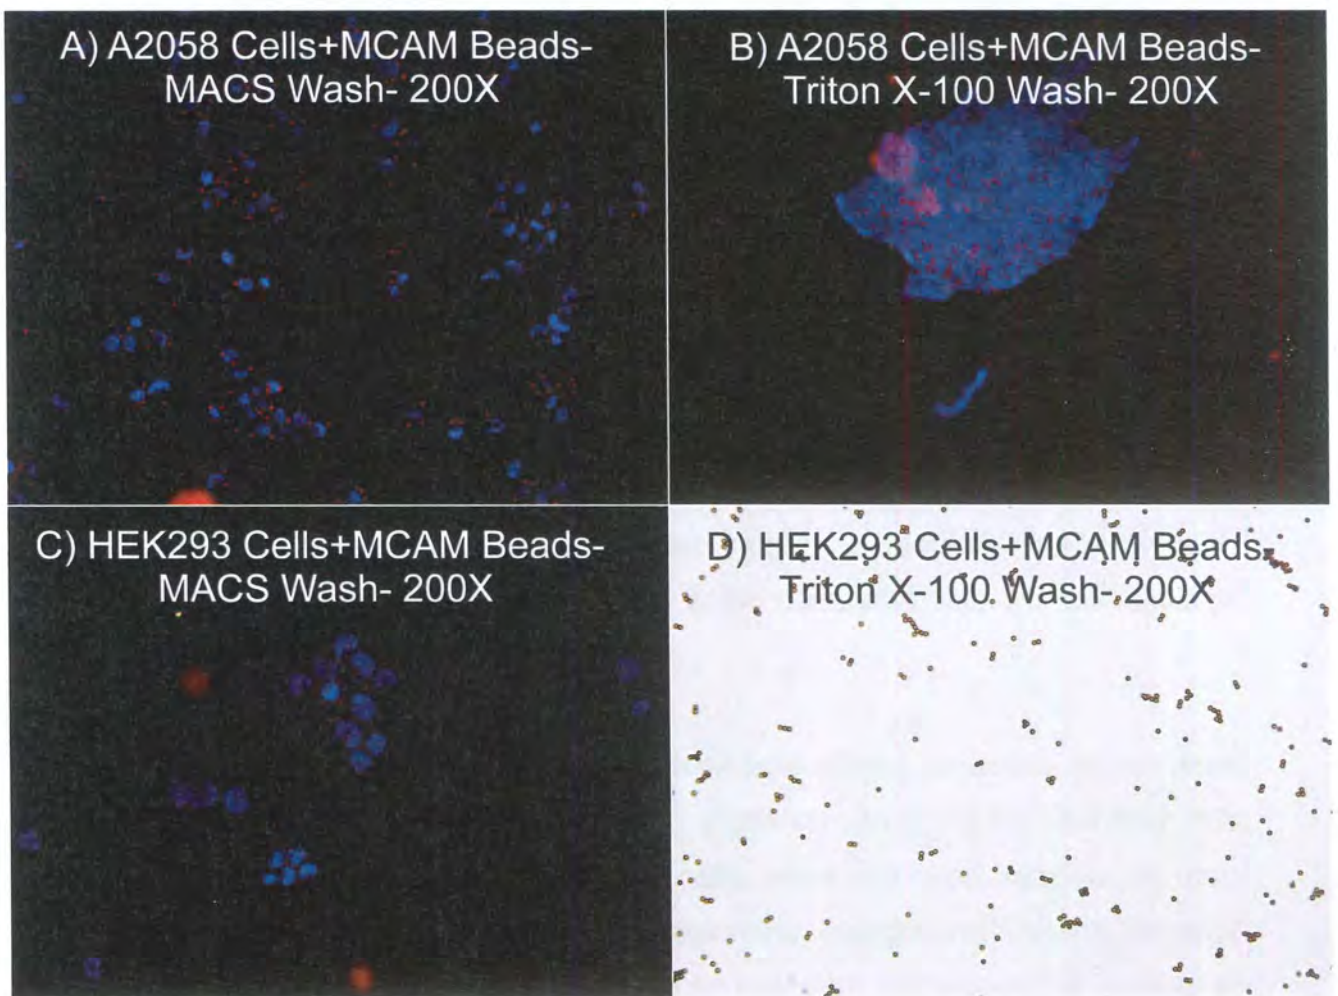 A) A2058 Cells+MCAM Beads-
MACS Wash- 200X
B) A2058 Cells+MCAM Beads-
Triton X-100 Wash- 200X
C) HEK293 Cells+MCAM Beads-
MACS Wash- 200X
D) HEK293 Cells+MCAM Beads-
Triton X-100 Wash- 200X